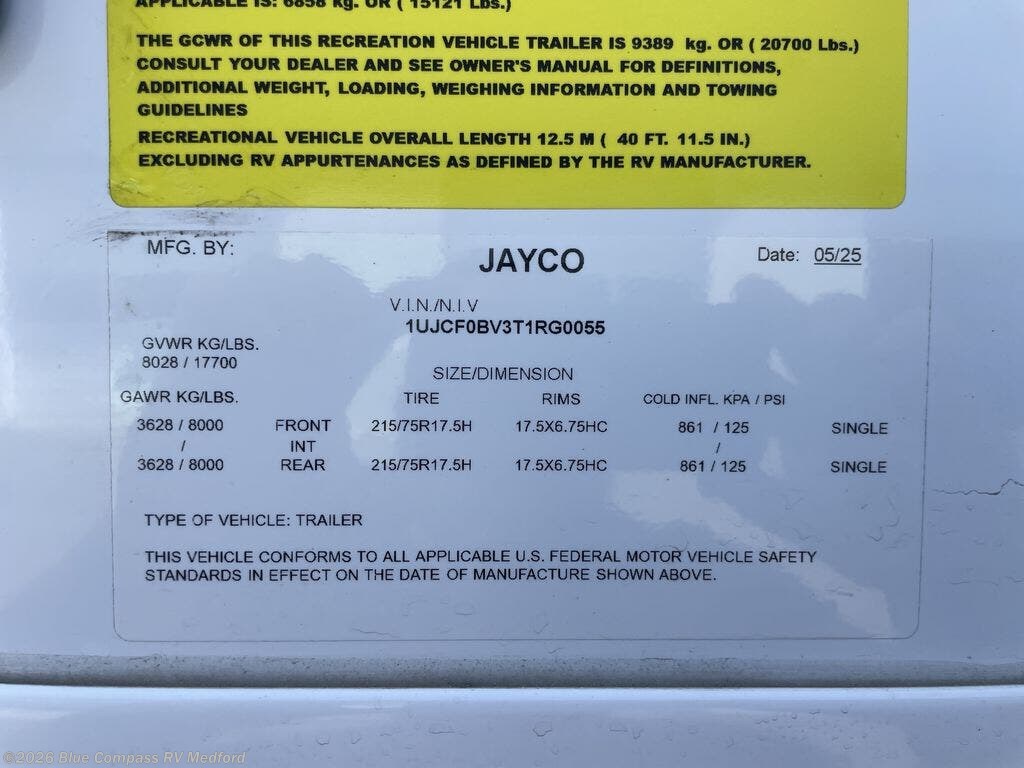 APPLICABLE IS: 6858 kg. OR ( 15121 Lbs.)
THE GCWR OF THIS RECREATION VEHICLE TRAILER IS 9389 kg. OR ( 20700 Lbs.)
CONSULT YOUR DEALER AND SEE OWNER'S MANUAL FOR DEFINITIONS,
ADDITIONAL WEIGHT, LOADING, WEIGHING INFORMATION AND TOWING
GUIDELINES
RECREATIONAL VEHICLE OVERALL LENGTH 12.5 M ( 40 FT. 11.5 IN.)
EXCLUDING RV APPURTENANCES AS DEFINED BY THE RV MANUFACTURER.
MFG. BY: JAYCO Date: 05/25
V.I.N./N.I.V
1UJCF0BV3T1RG0055
GVWR KG/LBS.
8028 / 17700
SIZE/DIMENSION
GAWR KG/LBS. TIRE RIMS COLD INFL. KPA / PSI
3628 / 8000 FRONT 215/75R17.5H 17.5X6.75HC 861 / 125 SINGLE
/ INT /
3628 / 8000 REAR 215/75R17.5H 17.5X6.75HC 861 / 125 SINGLE
TYPE OF VEHICLE: TRAILER
THIS VEHICLE CONFORMS TO ALL APPLICABLE U.S. FEDERAL MOTOR VEHICLE SAFETY
STANDARDS IN EFFECT ON THE DATE OF MANUFACTURE SHOWN ABOVE.
©2026 Blue Compass RV Medford